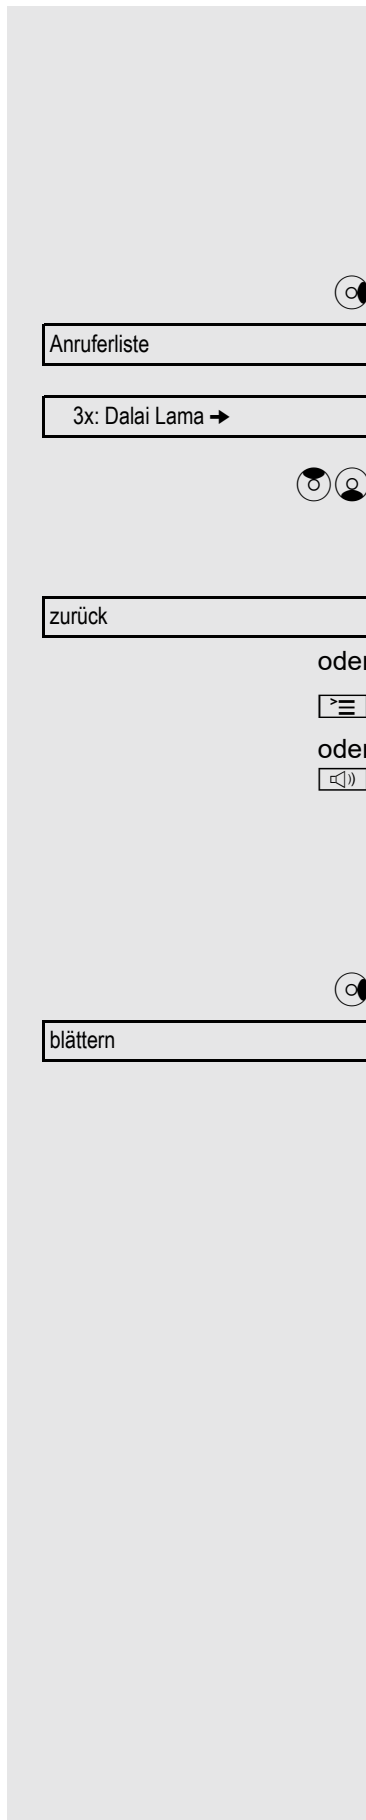 Anruferliste
3x: Dalai Lama ➜
zurück
oder
oder
blättern